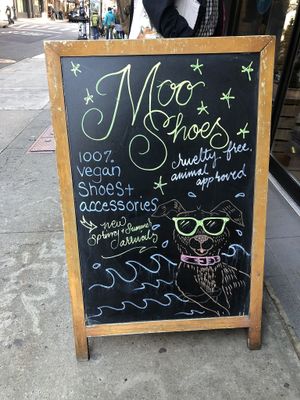 Moo
Shoes
100%
vegan
shoes +
accessories
cruelty-free
animal
approved
new
Spring + Summer
arrivals